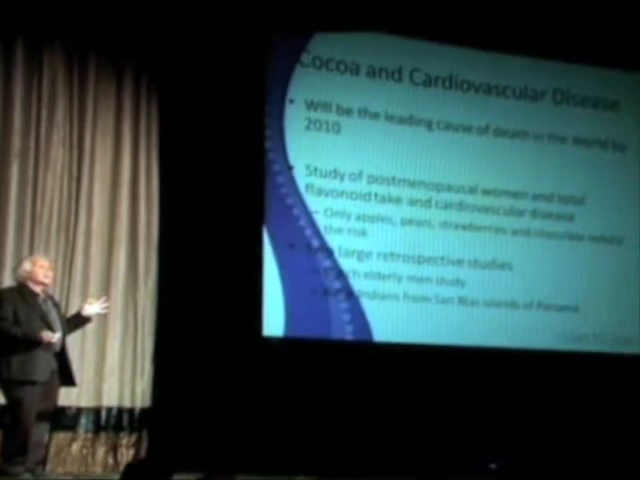 Cocoa and Cardiovascular Disease
• Will be the leading cause of death in the world by
2010
• Study of postmenopausal women and total
flavonoid take and cardiovascular disease
– Only apples, pears, strawberries and chocolate reduce
the risk
large retrospective studies
elderly men study
Indians from San Blas islands of Panama